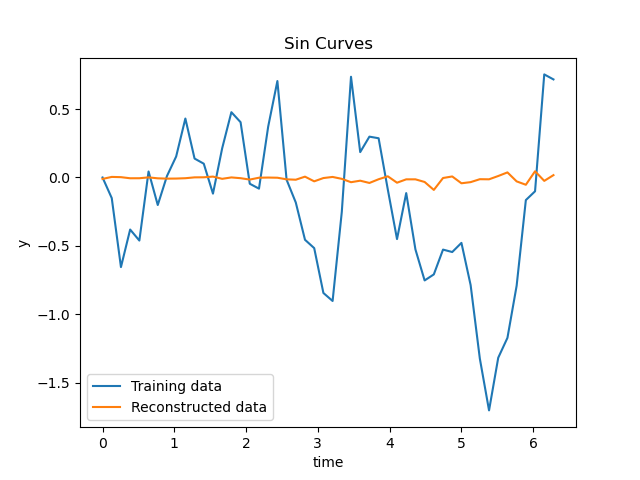 Sin Curves
y
0.5
0.0
−0.5
−1.0
−1.5
Training data
Reconstructed data
0 1 2 3 4 5 6
time